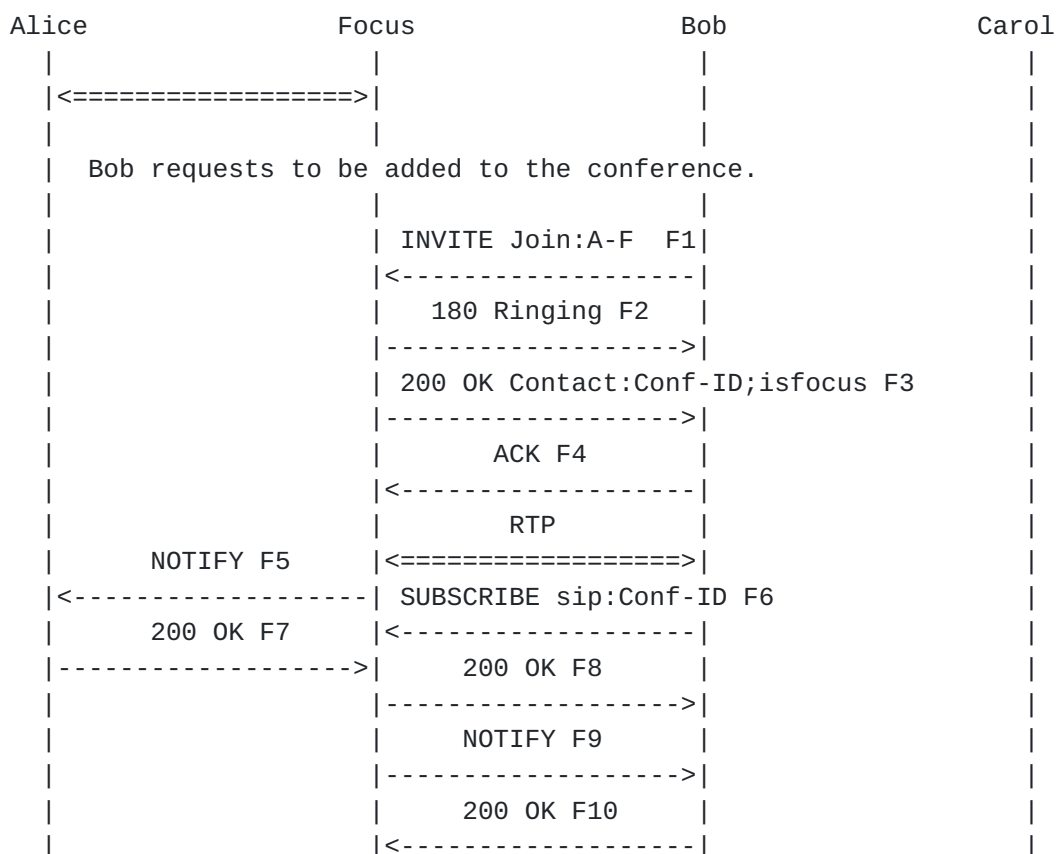 Alice                Focus                 Bob                Carol
  |                    |                    |                    |
  |<==================>|                    |                    |
  |                    |                    |                    |
  |  Bob requests to be added to the conference.                 |
  |                    |                    |                    |
  |                    | INVITE Join:A-F  F1|                    |
  |                    |<-------------------|                    |
  |                    |   180 Ringing F2   |                    |
  |                    |------------------->|                    |
  |                    | 200 OK Contact:Conf-ID;isfocus F3       |
  |                    |------------------->|                    |
  |                    |       ACK F4       |                    |
  |                    |<-------------------|                    |
  |                    |        RTP         |                    |
  |      NOTIFY F5     |<==================>|                    |
  |<-------------------| SUBSCRIBE sip:Conf-ID F6                |
  |      200 OK F7     |<-------------------|                    |
  |------------------->|     200 OK F8      |                    |
  |                    |------------------->|                    |
  |                    |     NOTIFY F9      |                    |
  |                    |------------------->|                    |
  |                    |     200 OK F10     |                    |
  |                    |<-------------------|                    |